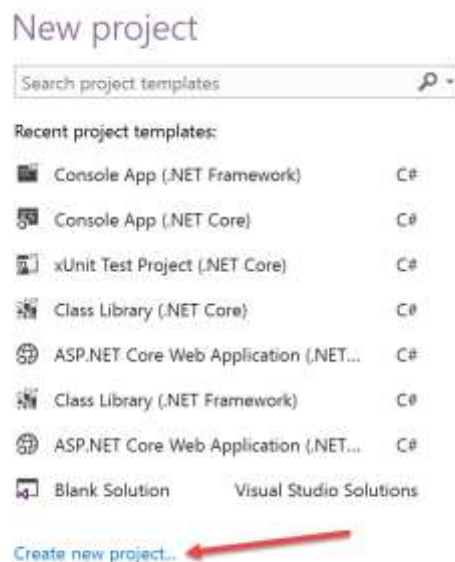 New project
Search project templates
Recent project templates:
Console App (.NET Framework) C#
Console App (.NET Core) C#
xUnit Test Project (.NET Core) C#
Class Library (.NET Core) C#
ASP.NET Core Web Application (.NET... C#
Class Library (.NET Framework) C#
ASP.NET Core Web Application (.NET... C#
Blank Solution Visual Studio Solutions
Create new project...